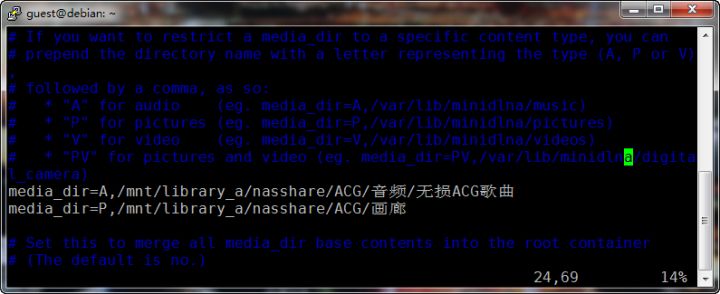 guest@debian: ~
# If you want to restrict a media_dir to a specific content type, you can
# prepend the directory name with a letter representing the type (A, P or V)
,
# followed by a comma, as so:
#   * "A" for audio    (eg. media_dir=A,/var/lib/minidlna/music)
#   * "P" for pictures (eg. media_dir=P,/var/lib/minidlna/pictures)
#   * "V" for video    (eg. media_dir=V,/var/lib/minidlna/videos)
#   * "PV" for pictures and video (eg. media_dir=PV,/var/lib/minidlna/digita
l_camera)
media_dir=A,/mnt/library_a/nasshare/ACG/音频/无损ACG歌曲
media_dir=P,/mnt/library_a/nasshare/ACG/画廊
# Set this to merge all media_dir base contents into the root container
# (The default is no.)
24,69 14%